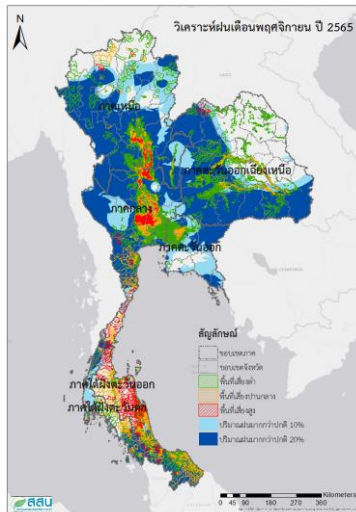 วิเคราะห์ฝนเดือนพฤศจิกายน ปี 2565
N
ภาคเหนือ
ภาคตะวันออกเฉียงเหนือ
ภาคกลาง
ภาคตะวันออก
สัญลักษณ์
ขอบเขตภาค
ขอบเขตจังหวัด
พื้นที่เสี่ยงต่ำ
พื้นที่เสี่ยงปานกลาง
พื้นที่เสี่ยงสูง
ปริมาณฝนมากกว่าปกติ 10%
ปริมาณฝนมากกว่าปกติ 20%
ภาคใต้ฝั่งตะวันออก
ภาคใต้ฝั่งตะวันตก
Kilometers
0 45 90 180 270 360
สสน